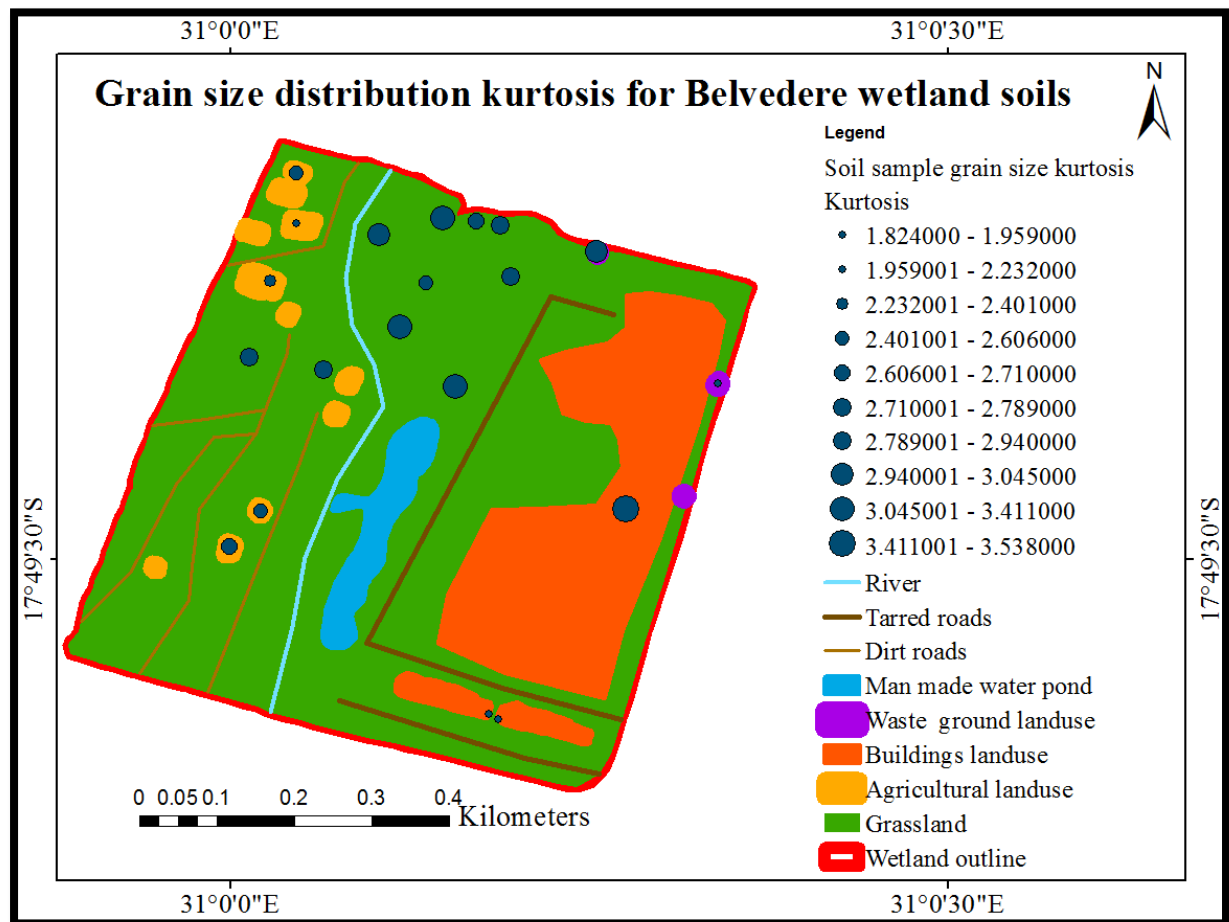 31°0'0"E 31°0'30"E
Grain size distribution kurtosis for Belvedere wetland soils
N
Legend
Soil sample grain size kurtosis
Kurtosis
1.824000 - 1.959000
1.959001 - 2.232000
2.232001 - 2.401000
2.401001 - 2.606000
2.606001 - 2.710000
2.710001 - 2.789000
2.789001 - 2.940000
2.940001 - 3.045000
3.045001 - 3.411000
3.411001 - 3.538000
River
Tarred roads
Dirt roads
Man made water pond
Waste ground landuse
Buildings landuse
Agricultural landuse
Grassland
Wetland outline
17°49'30"S
17°49'30"S
0 0.05 0.1 0.2 0.3 0.4
Kilometers
31°0'0"E 31°0'30"E